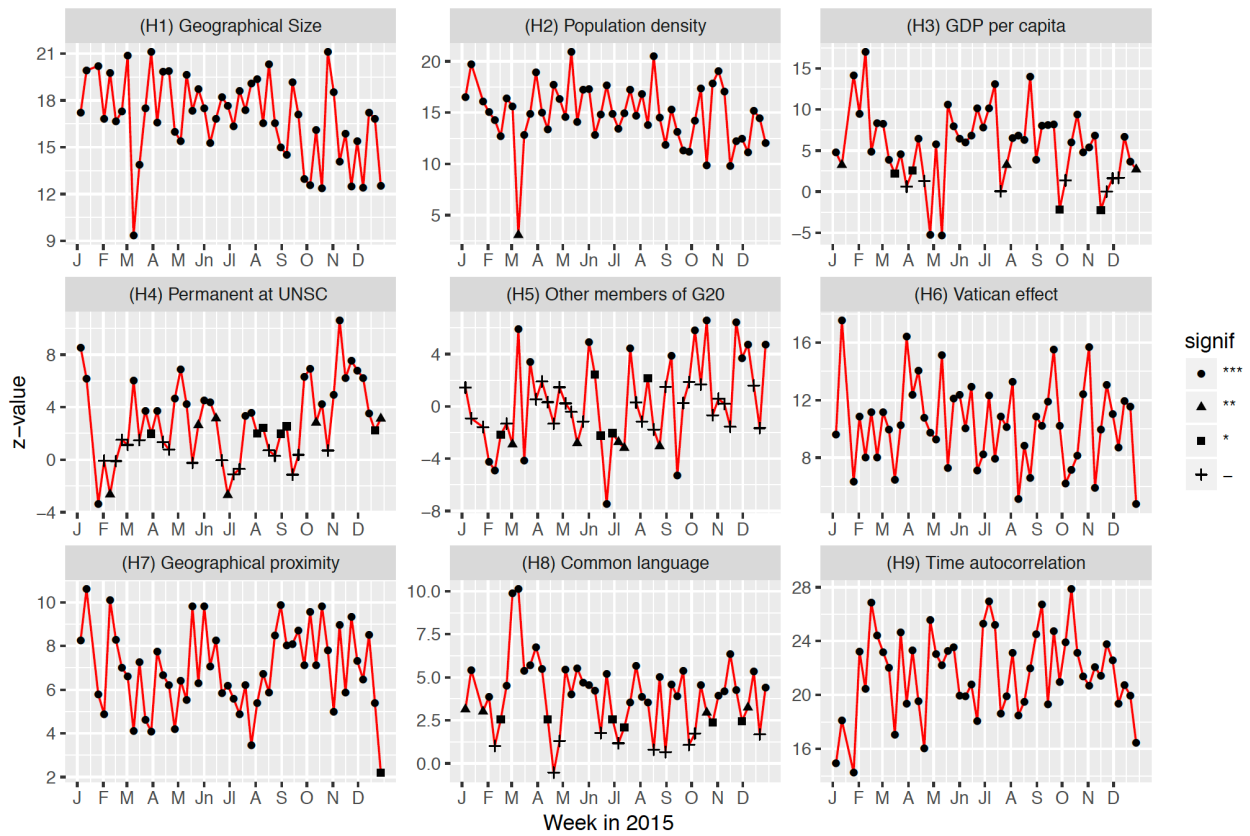 (H1) Geographical Size
(H2) Population density
(H3) GDP per capita
21
18
15
12
9
20
15
10
5
15
10
5
0
−5
J F M A M Jn Jl A S O N D
J F M A M Jn Jl A S O N D
J F M A M Jn Jl A S O N D
(H4) Permanent at UNSC
(H5) Other members of G20
(H6) Vatican effect
8
4
0
−4
4
0
−4
−8
16
12
8
J F M A M Jn Jl A S O N D
J F M A M Jn Jl A S O N D
J F M A M Jn Jl A S O N D
(H7) Geographical proximity
(H8) Common language
(H9) Time autocorrelation
10
8
6
4
2
10.0
7.5
5.0
2.5
0.0
28
24
20
16
J F M A M Jn Jl A S O N D
J F M A M Jn Jl A S O N D
J F M A M Jn Jl A S O N D
z−value
Week in 2015
signif
***
**
*
–